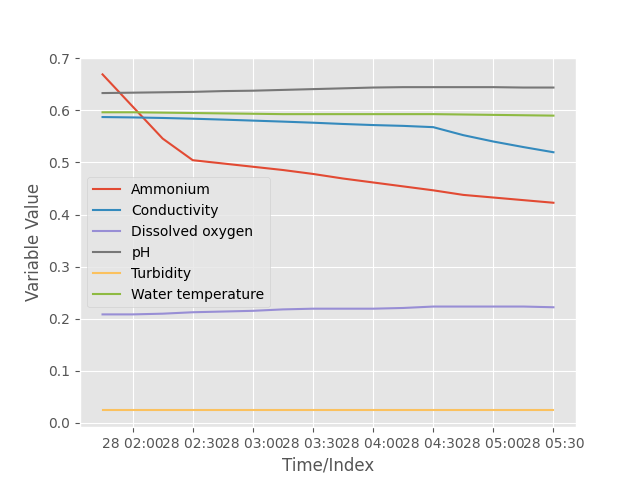 0.7
0.6
0.5
0.4
0.3
0.2
0.1
0.0
Variable Value
Ammonium
Conductivity
Dissolved oxygen
pH
Turbidity
Water temperature
28 02:00 28 02:30 28 03:00 28 03:30 28 04:00 28 04:30 28 05:00 28 05:30
Time/Index